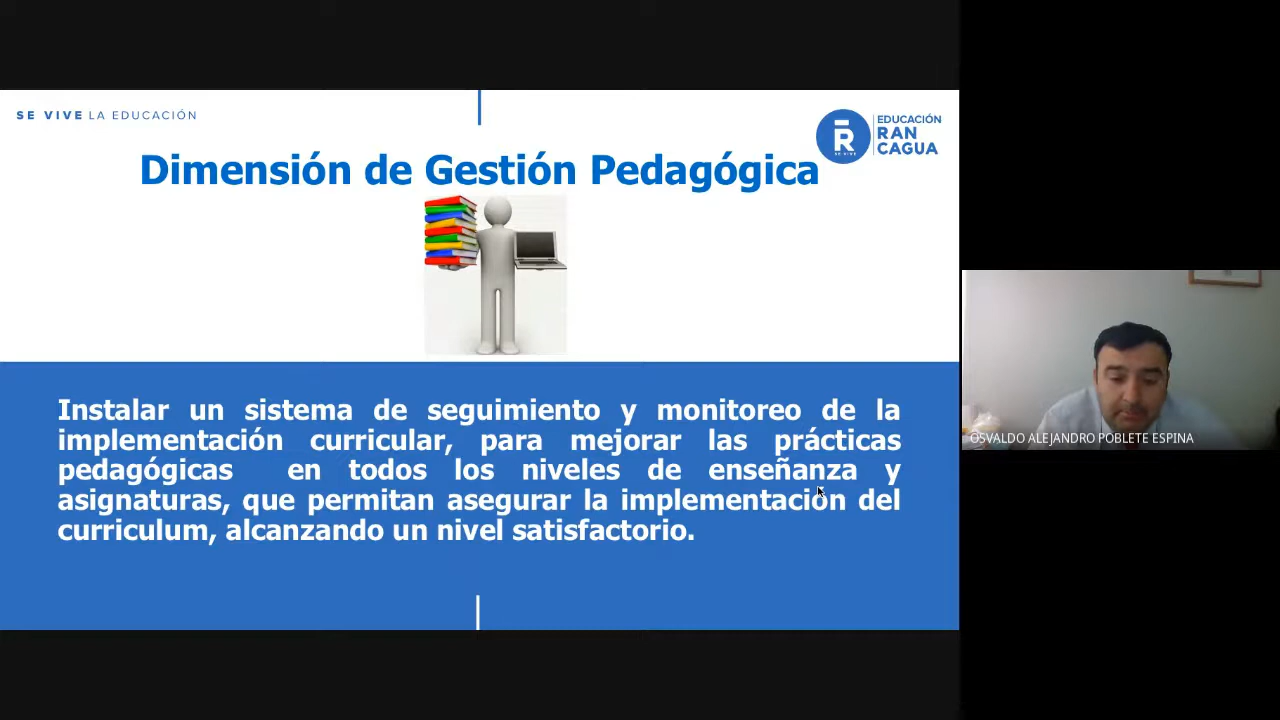 SE VIVE LA EDUCACIÓN
R
SE VIVE
EDUCACIÓN
RAN
CAGUA
Dimensión de Gestión Pedagógica
Instalar un sistema de seguimiento y monitoreo de la
implementación curricular, para mejorar las prácticas
pedagógicas en todos los niveles de enseñanza y
asignaturas, que permitan asegurar la implementación del
curriculum, alcanzando un nivel satisfactorio.
OSVALDO ALEJANDRO POBLETE ESPINA